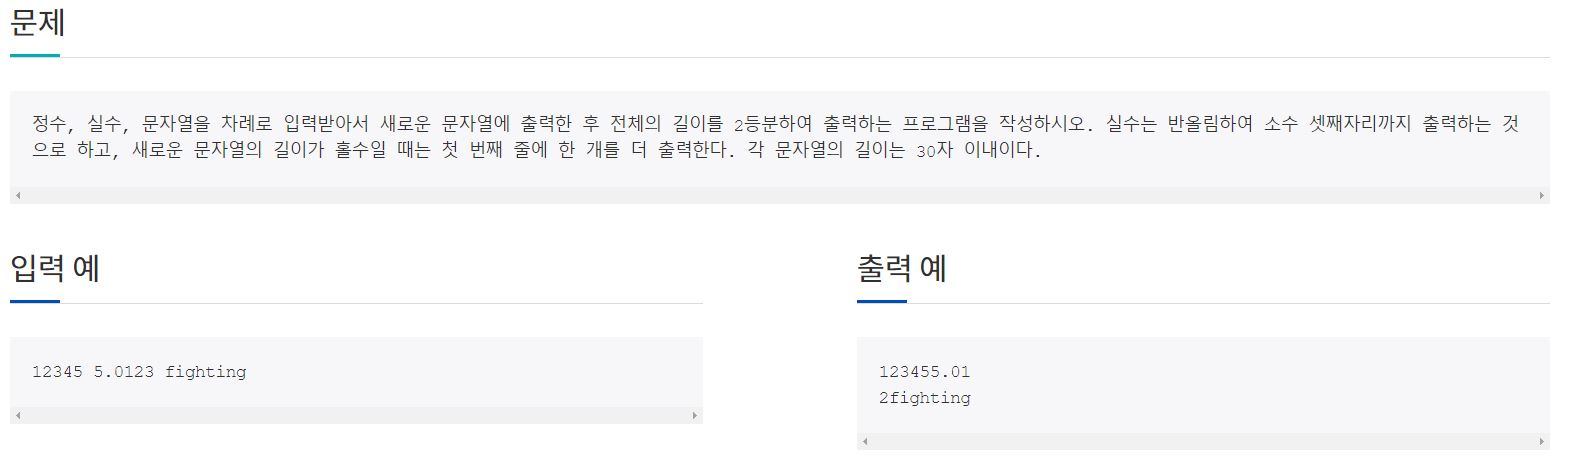 문제
정수, 실수, 문자열을 차례로 입력받아서 새로운 문자열에 출력한 후 전체의 길이를 2등분하여 출력하는 프로그램을 작성하시오. 실수는 반올림하여 소수 셋째자리까지 출력하는 것
으로 하고, 새로운 문자열의 길이가 홀수일 때는 첫 번째 줄에 한 개를 더 출력한다. 각 문자열의 길이는 30자 이내이다.
입력 예
12345 5.0123 fighting
출력 예
123455.01
2fighting